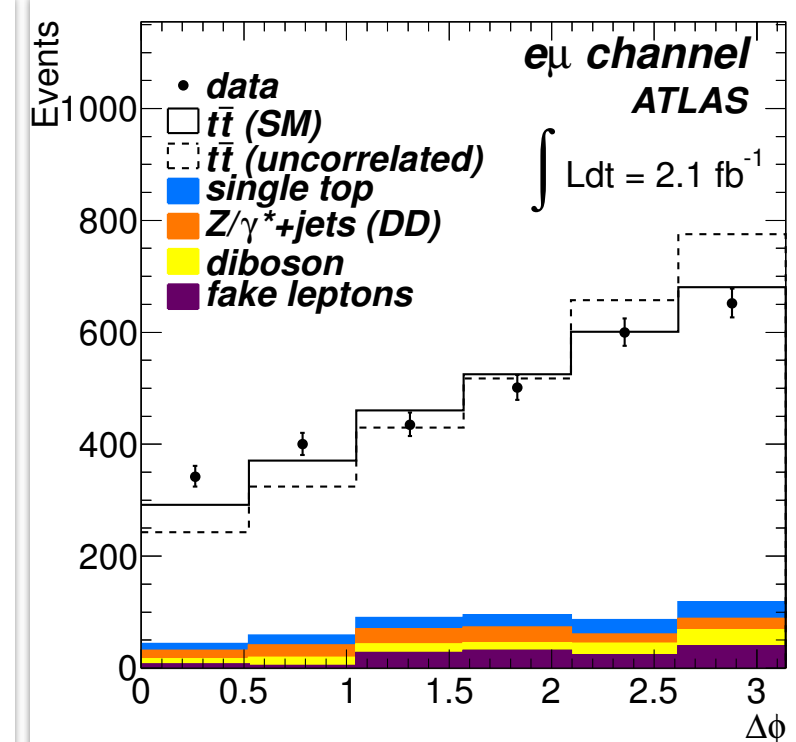 Events
eμ channel
ATLAS
∫ Ldt = 2.1 fb⁻¹
data
tt̄ (SM)
tt̄ (uncorrelated)
single top
Z/γ*+jets (DD)
diboson
fake leptons
1000
800
600
400
200
0
0 0.5 1 1.5 2 2.5 3
Δϕ